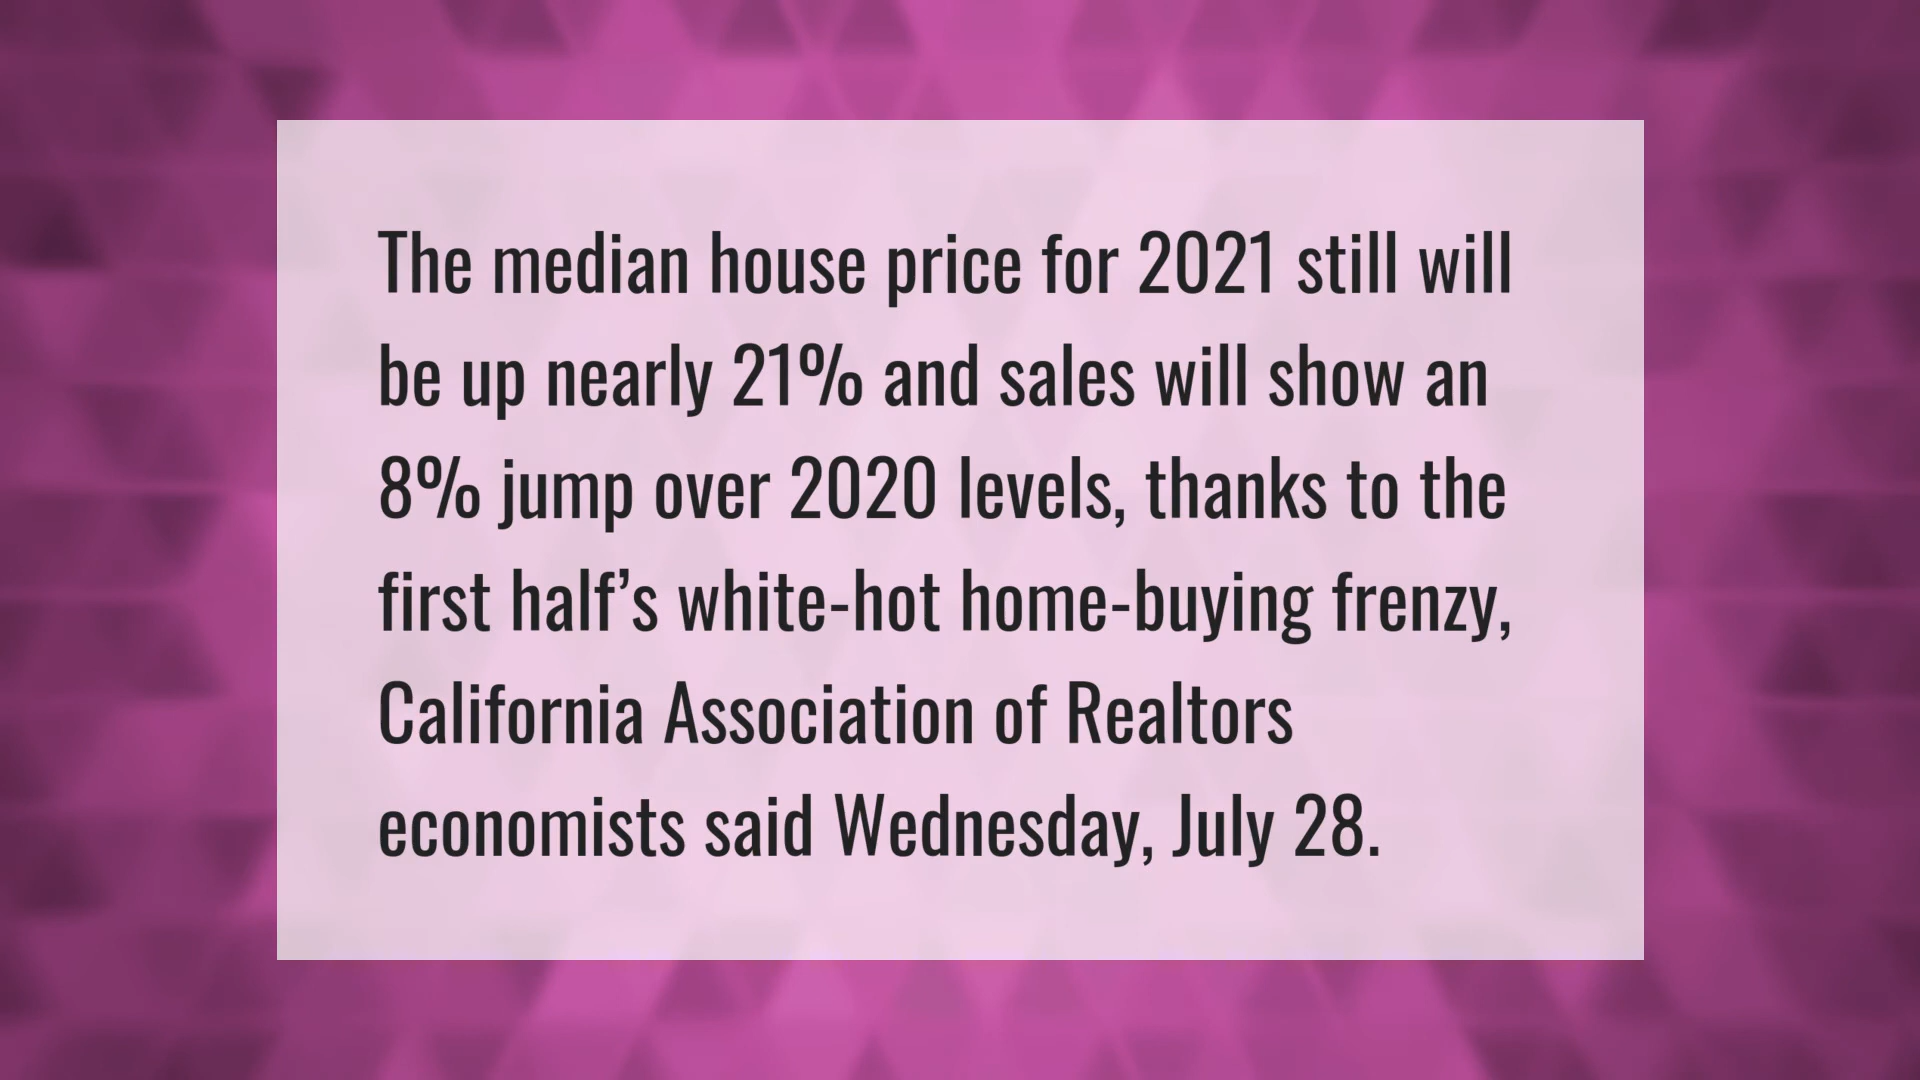 The median house price for 2021 still will
be up nearly 21% and sales will show an
8% jump over 2020 levels, thanks to the
first half’s white-hot home-buying frenzy,
California Association of Realtors
economists said Wednesday, July 28.